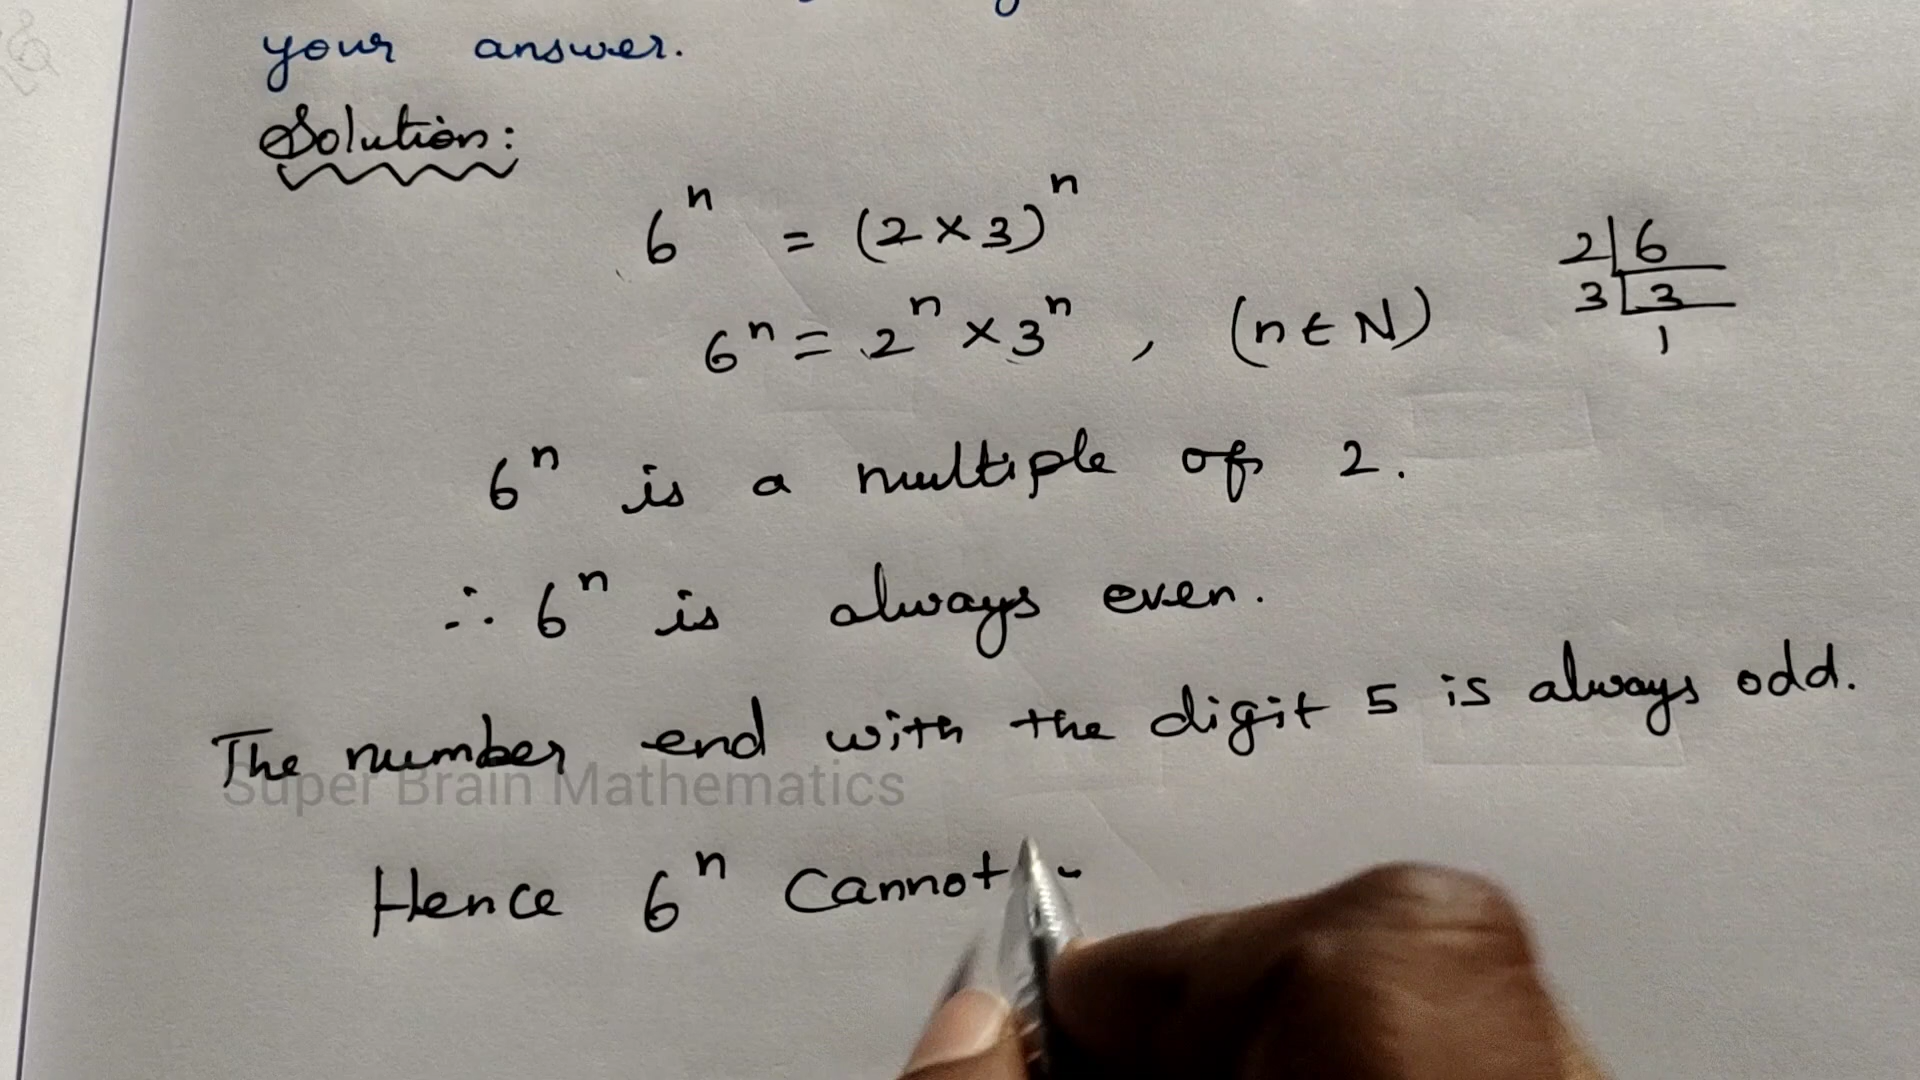 your answer.
Solution:
6ⁿ = (2 × 3)ⁿ
6ⁿ = 2ⁿ × 3ⁿ , (n ∈ N)
2 | 6
3 | 3
1
6ⁿ is a multiple of 2.
∴ 6ⁿ is always even.
The number end with the digit 5 is always odd.
Super Brain Mathematics
Hence 6ⁿ Cannot